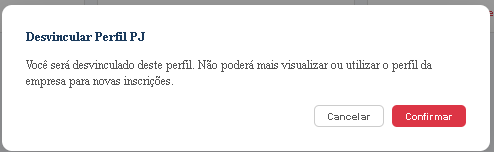 Desvincular Perfil PJ
Você será desvinculado deste perfil. Não poderá mais visualizar ou utilizar o perfil da
empresa para novas inscrições.
Cancelar
Confirmar